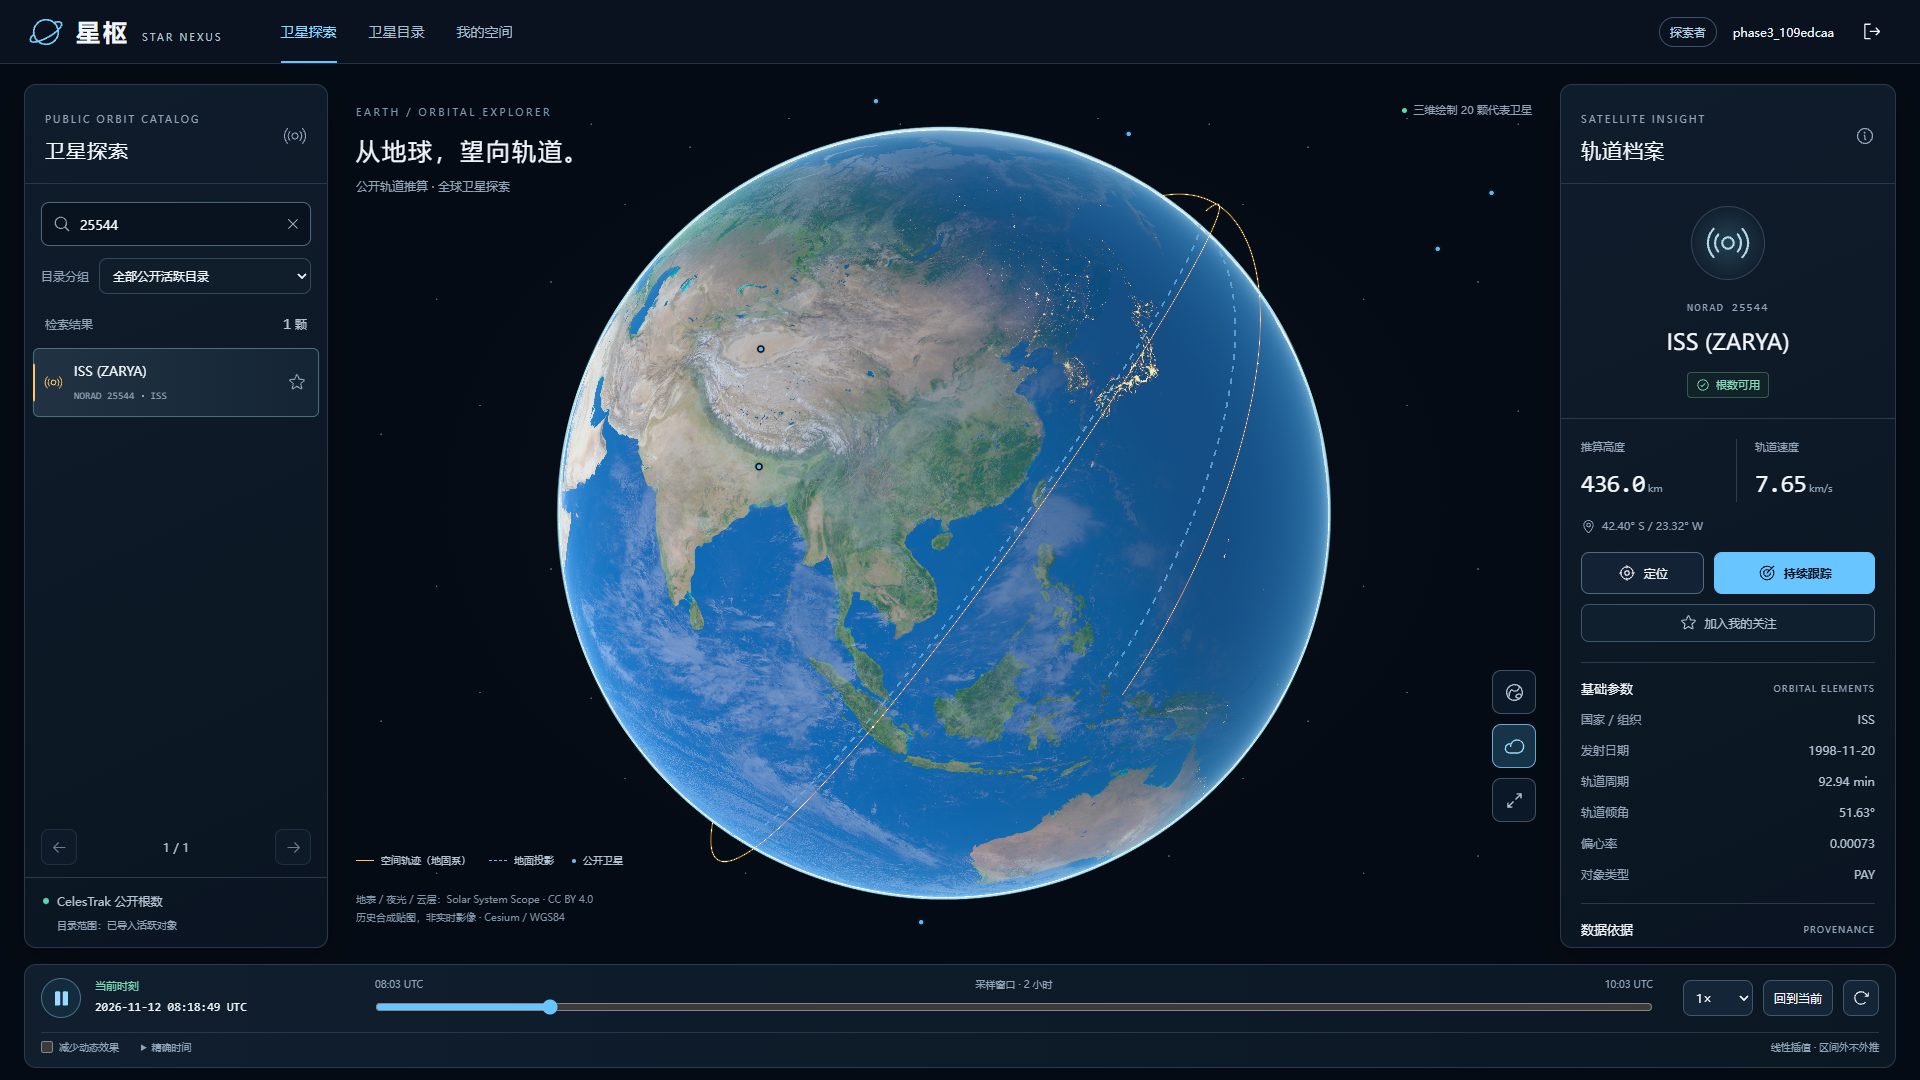 星枢 STAR NEXUS
卫星探索
卫星目录
我的空间
探索者
phase3_109edcaa
PUBLIC ORBIT CATALOG
卫星探索
25544
目录分组
全部公开活跃目录
检索结果
1 颗
ISS (ZARYA)
NORAD 25544 • ISS
1 / 1
CelesTrak 公开根数
目录范围：已导入活跃对象
EARTH / ORBITAL EXPLORER
从地球，望向轨道。
公开轨道推算 · 全球卫星探索
三维绘制 20 颗代表卫星
空间轨迹（地固系）
地面投影
公开卫星
地表 / 夜光 / 云层：Solar System Scope · CC BY 4.0
历史合成贴图，非实时影像 · Cesium / WGS84
SATELLITE INSIGHT
轨道档案
NORAD 25544
ISS (ZARYA)
根数可用
推算高度
436.0 km
轨道速度
7.65 km/s
42.40° S / 23.32° W
定位
持续跟踪
加入我的关注
基础参数
ORBITAL ELEMENTS
国家 / 组织
ISS
发射日期
1998-11-20
轨道周期
92.94 min
轨道倾角
51.63°
偏心率
0.00073
对象类型
PAY
数据依据
PROVENANCE
当前时刻
2026-11-12 08:18:49 UTC
08:03 UTC
采样窗口 · 2 小时
10:03 UTC
1×
回到当前
减少动态效果
精确时间
线性插值 · 区间外不外推